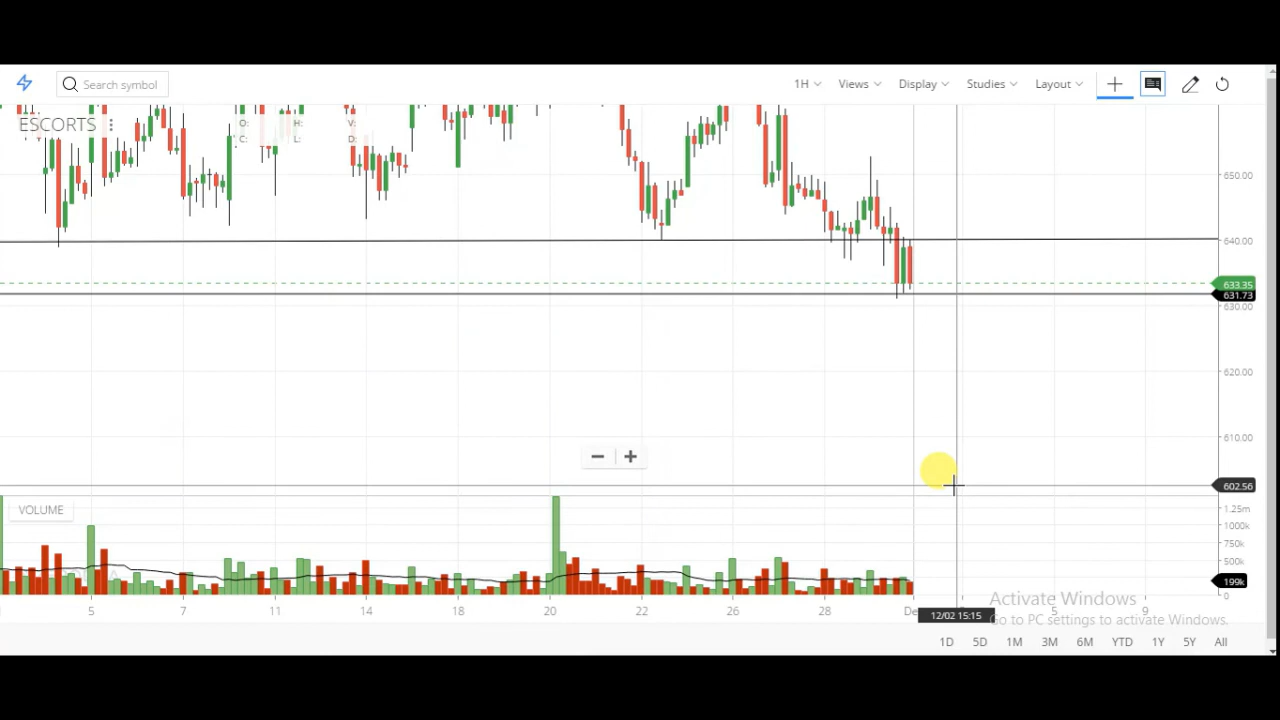 Search symbol
1H Views Display Studies Layout
ESCORTS
O: H: V:
C: L: D:
650.00
640.00
633.35
631.73
630.00
620.00
610.00
602.56
VOLUME
1.25m
1000k
750k
500k
199k
0
5 7 11 14 18 20 22 26 28 De 5 9
12/02 15:15
Activate Windows
Go to PC settings to activate Windows.
1D 5D 1M 3M 6M YTD 1Y 5Y All